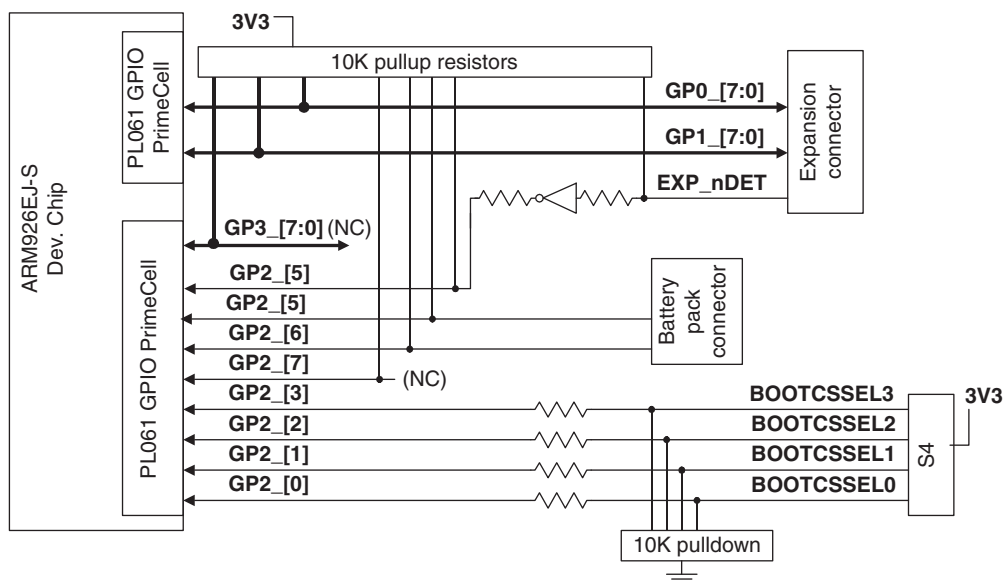 3V3
10K pullup resistors
ARM926EJ-S
Dev. Chip
PL061 GPIO
PrimeCell
GP0_[7:0]
GP1_[7:0]
EXP_nDET
Expansion
connector
GP3_[7:0] (NC)
PL061 GPIO PrimeCell
GP2_[5]
GP2_[5]
GP2_[6]
Battery
pack
connector
GP2_[7]
(NC)
GP2_[3]
BOOTCSSEL3
3V3
GP2_[2]
BOOTCSSEL2
S4
GP2_[1]
BOOTCSSEL1
GP2_[0]
BOOTCSSEL0
10K pulldown